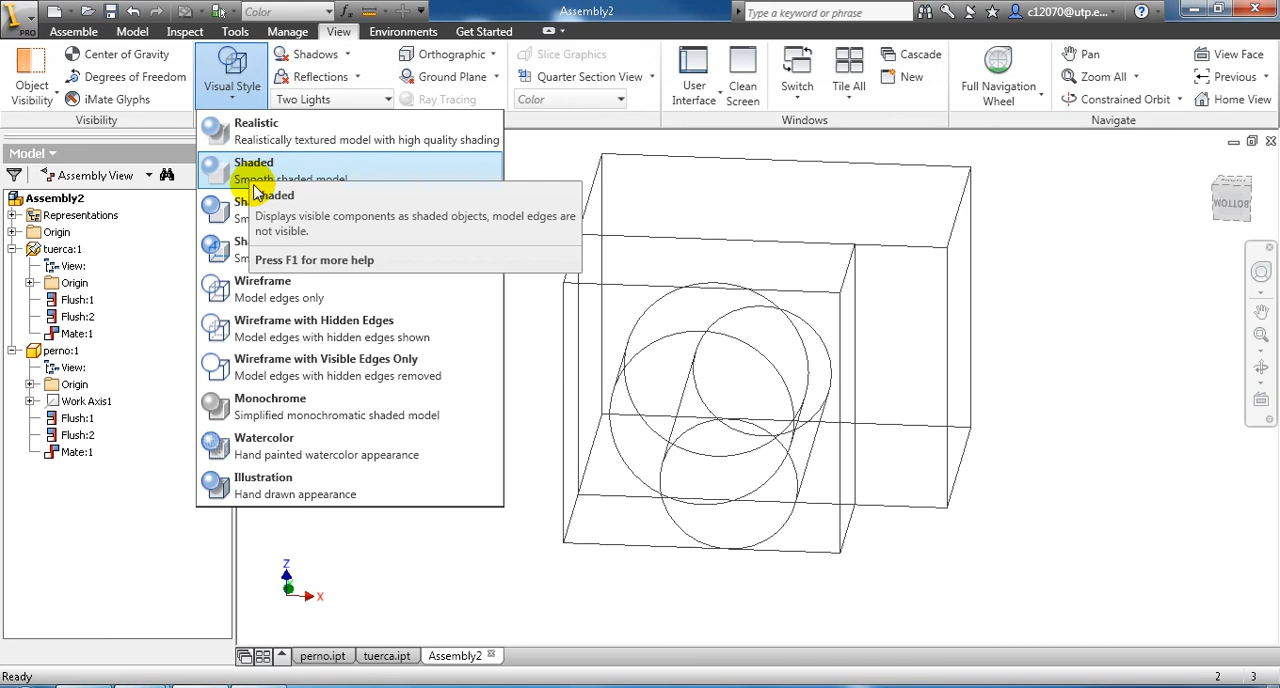 PRO
Color
Assembly2
Type a keyword or phrase
c12070@utp.e...
Assemble
Model
Inspect
Tools
Manage
View
Environments
Get Started
Object
Visibility
Center of Gravity
Degrees of Freedom
iMate Glyphs
Visibility
Visual Style
Shadows
Reflections
Two Lights
Orthographic
Ground Plane
Ray Tracing
Slice Graphics
Quarter Section View
Color
User
Interface
Clean
Screen
Switch
Tile All
Cascade
New
Windows
Full Navigation
Wheel
Pan
Zoom All
Constrained Orbit
View Face
Previous
Home View
Navigate
Realistic
Realistically textured model with high quality shading
Shaded
Smooth shaded model
Shaded
Displays visible components as shaded objects, model edges are
not visible.
Press F1 for more help
Wireframe
Model edges only
Wireframe with Hidden Edges
Model edges with hidden edges shown
Wireframe with Visible Edges Only
Model edges with hidden edges removed
Monochrome
Simplified monochromatic shaded model
Watercolor
Hand painted watercolor appearance
Illustration
Hand drawn appearance
Model
Assembly View
Assembly2
Representations
Origin
tuerca:1
View:
Origin
Flush:1
Flush:2
Mate:1
perno:1
View:
Origin
Work Axis1
Flush:1
Flush:2
Mate:1
BOTTOM
Z
X
perno.ipt
tuerca.ipt
Assembly2
Ready
2
3